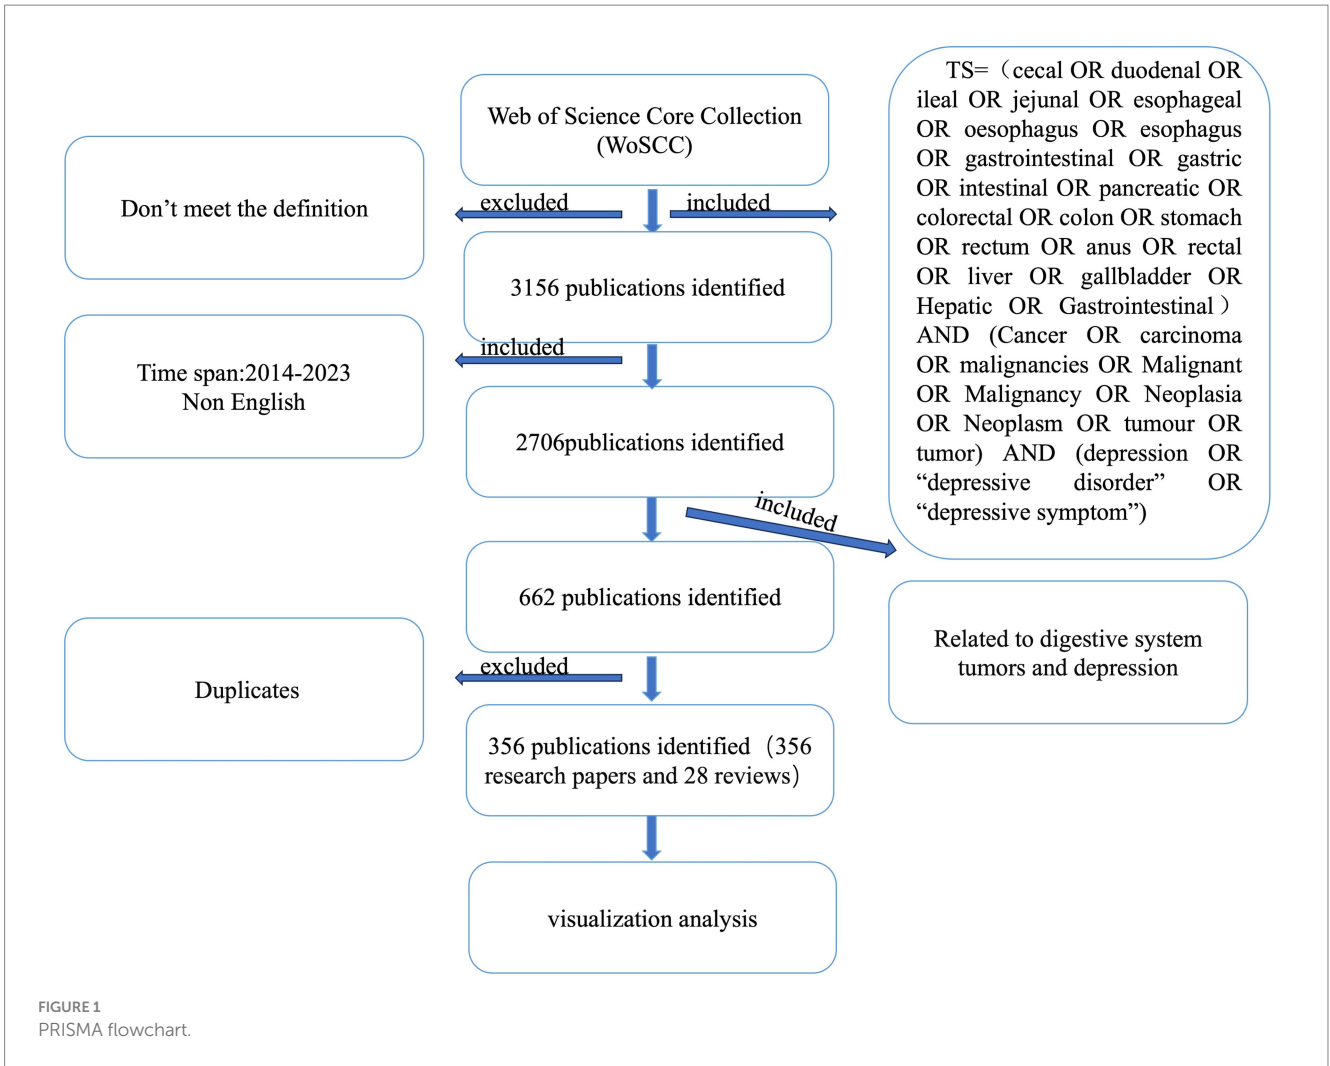 Web of Science Core Collection
(WoSCC)
Don't meet the definition
excluded
included
TS=（cecal OR duodenal OR
ileal OR jejunal OR esophageal
OR oesophagus OR esophagus
OR gastrointestinal OR gastric
OR intestinal OR pancreatic OR
colorectal OR colon OR stomach
OR rectum OR anus OR rectal
OR liver OR gallbladder OR
Hepatic OR Gastrointestinal）
AND (Cancer OR carcinoma
OR malignancies OR Malignant
OR Malignancy OR Neoplasia
OR Neoplasm OR tumour OR
tumor) AND (depression OR
“depressive disorder” OR
“depressive symptom”)
3156 publications identified
included
Time span:2014-2023
Non English
2706publications identified
included
662 publications identified
Related to digestive system
tumors and depression
excluded
Duplicates
356 publications identified（356
research papers and 28 reviews）
visualization analysis
FIGURE 1
PRISMA flowchart.